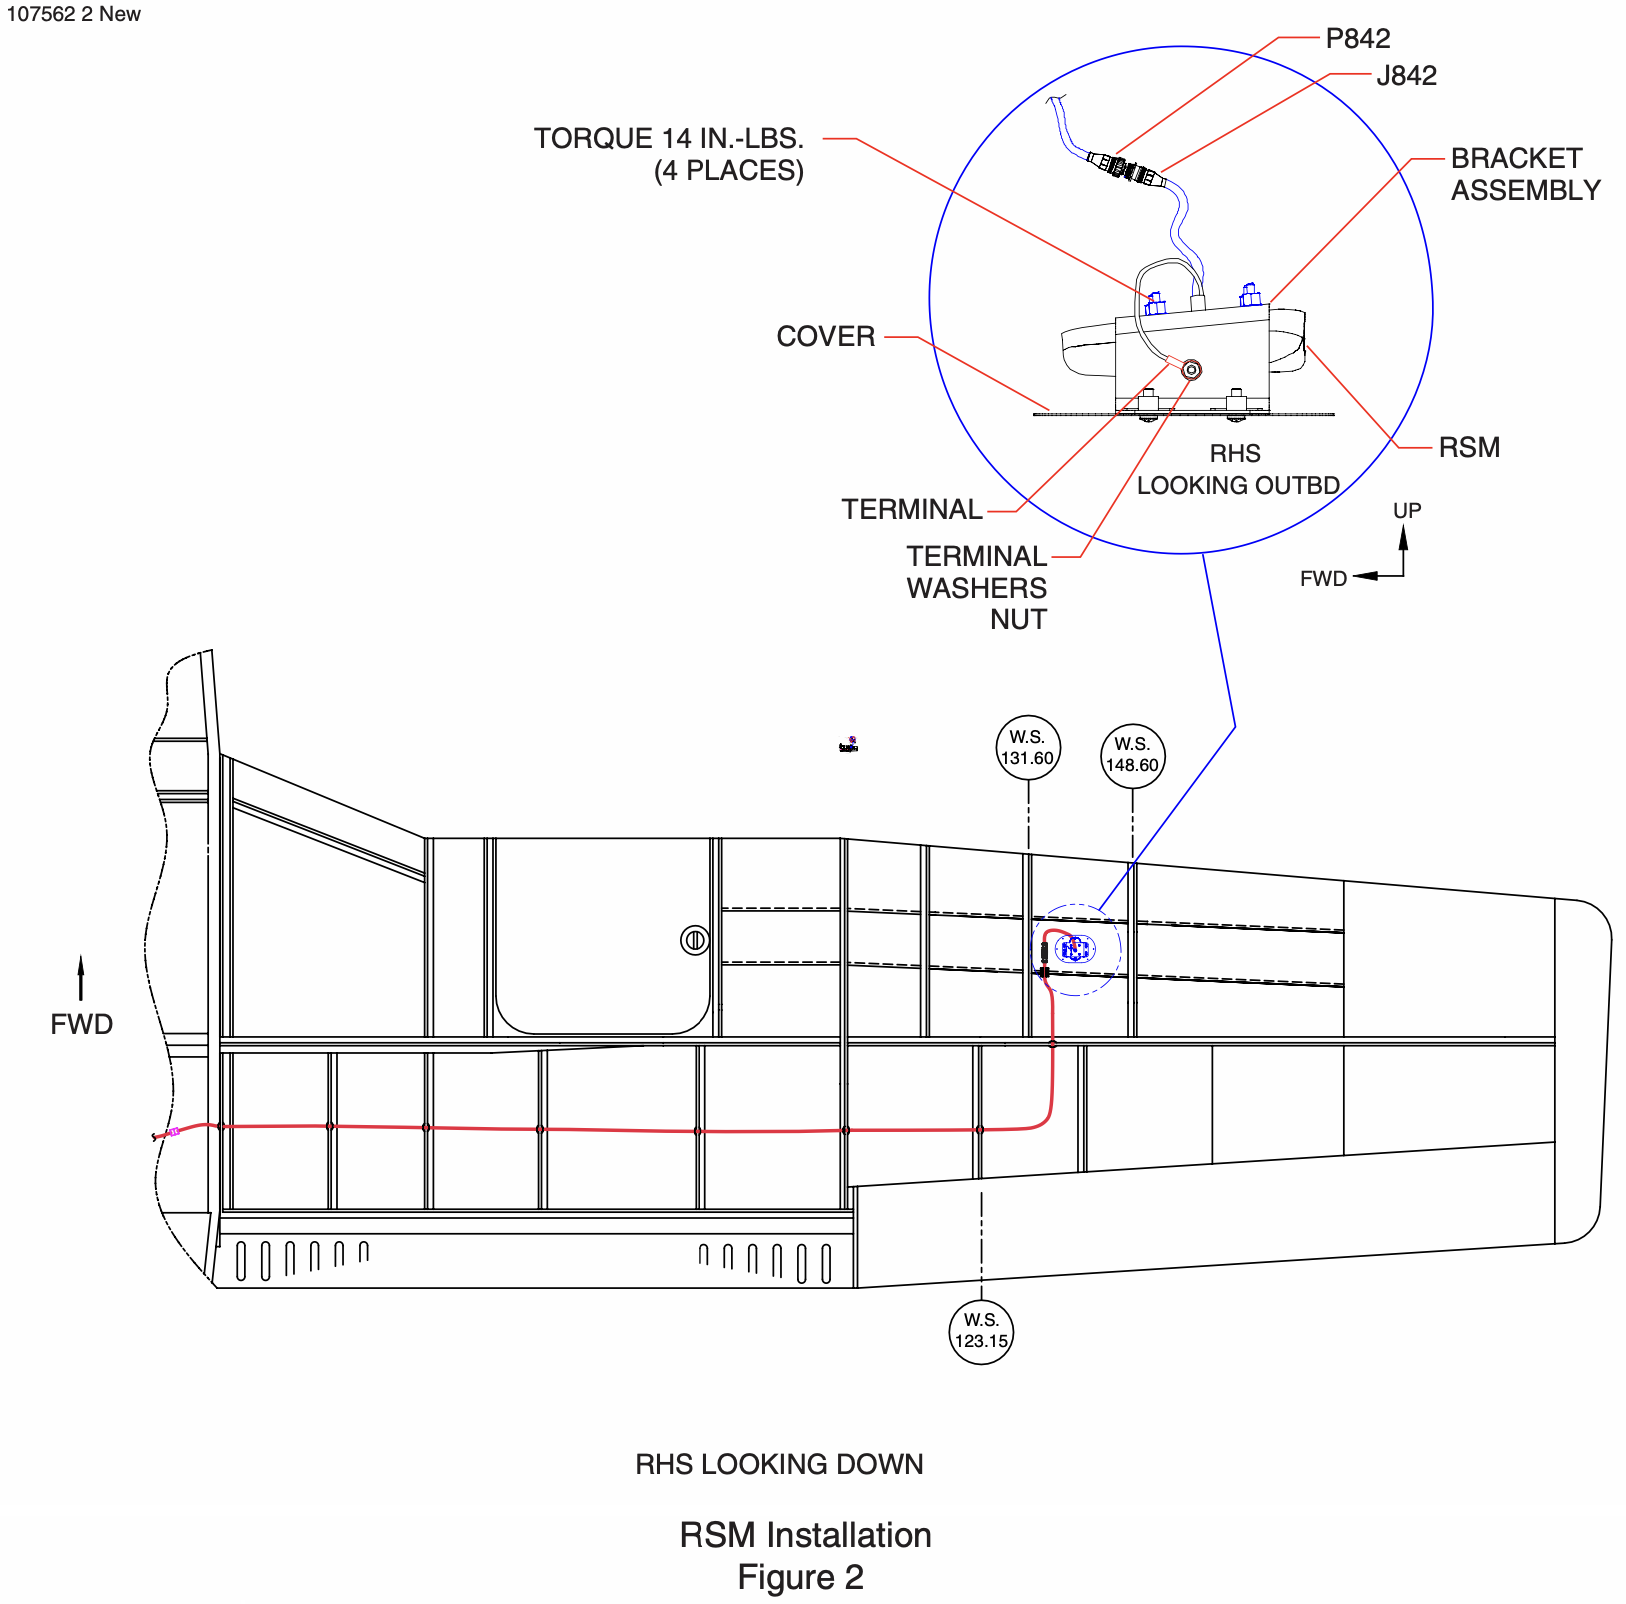 107562 2 New
P842
J842
TORQUE 14 IN.-LBS.
(4 PLACES)
BRACKET
ASSEMBLY
COVER
RHS
LOOKING OUTBD
RSM
TERMINAL
UP
TERMINAL
WASHERS
NUT
FWD
W.S.
131.60
W.S.
148.60
FWD
W.S.
123.15
RHS LOOKING DOWN
RSM Installation
Figure 2